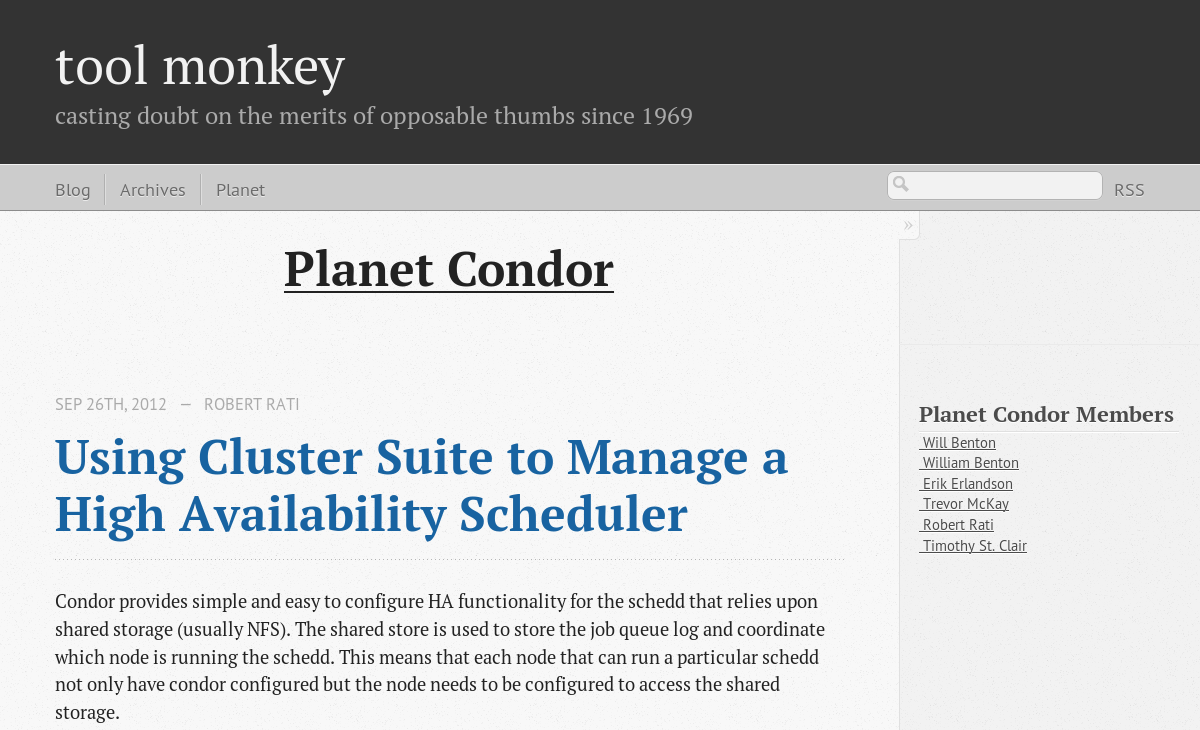 tool monkey
casting doubt on the merits of opposable thumbs since 1969
Blog
Archives
Planet
RSS
»
Planet Condor
SEP 26TH, 2012 — ROBERT RATI
Using Cluster Suite to Manage a
High Availability Scheduler
Condor provides simple and easy to configure HA functionality for the schedd that relies upon
shared storage (usually NFS). The shared store is used to store the job queue log and coordinate
which node is running the schedd. This means that each node that can run a particular schedd
not only have condor configured but the node needs to be configured to access the shared
storage.
Planet Condor Members
Will Benton
William Benton
Erik Erlandson
Trevor McKay
Robert Rati
Timothy St. Clair